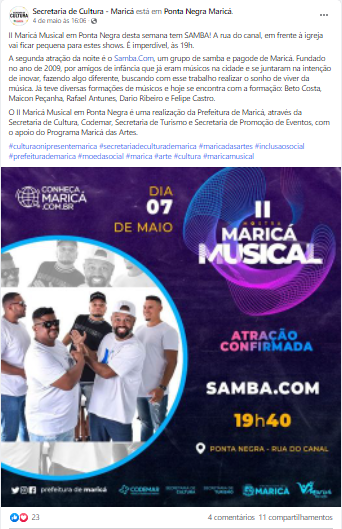 Secretaria de Cultura - Maricá está em Ponta Negra Maricá.
4 de maio às 16:06
II Maricá Musical em Ponta Negra desta semana tem SAMBA! A rua do canal, em frente á igreja
vai ficar pequena para estes shows. É imperdível, às 19h.
A segunda atração da noite é o Samba.Com, um grupo de samba e pagode de Maricá. Fundado
no ano de 2009, por amigos de infância que já eram músicos na cidade e se juntaram na intenção
de inovar, fazendo algo diferente, buscando com esse trabalho realizar o sonho de viver da
música. Já teve diversas formações de músicos e hoje se encontra com a formação: Beto Costa,
Maicon Peçanha, Rafael Antunes, Dario Ribeiro e Felipe Castro.
O II Maricá Musical em Ponta Negra é uma realização da Prefeitura de Maricá, através da
Secretaria de Cultura, Codemar, Secretaria de Turismo e Secretaria de Promoção de Eventos, com
o apoio do Programa Maricá das Artes.
#culturaonipresentemarica #secretariadeculturademarica #maricadasartes #inclusaosocial
#prefeiturademarica #moedasocial #marica #arte #cultura #maricamusical
CULTURA
CONHEÇA
MARICÁ
.COM.BR
DIA
07
DE MAIO
II
MOSTRA
MARICÁ
MUSICAL
ATRAÇÃO
CONFIRMADA
SAMBA.COM
19h40
PONTA NEGRA - RUA DO CANAL
prefeitura de maricá
CODEMAR
SECRETARIA DE
CULTURA
SECRETARIA DE
TURISMO
MARICÁ
23
4 comentários 11 compartilhamentos